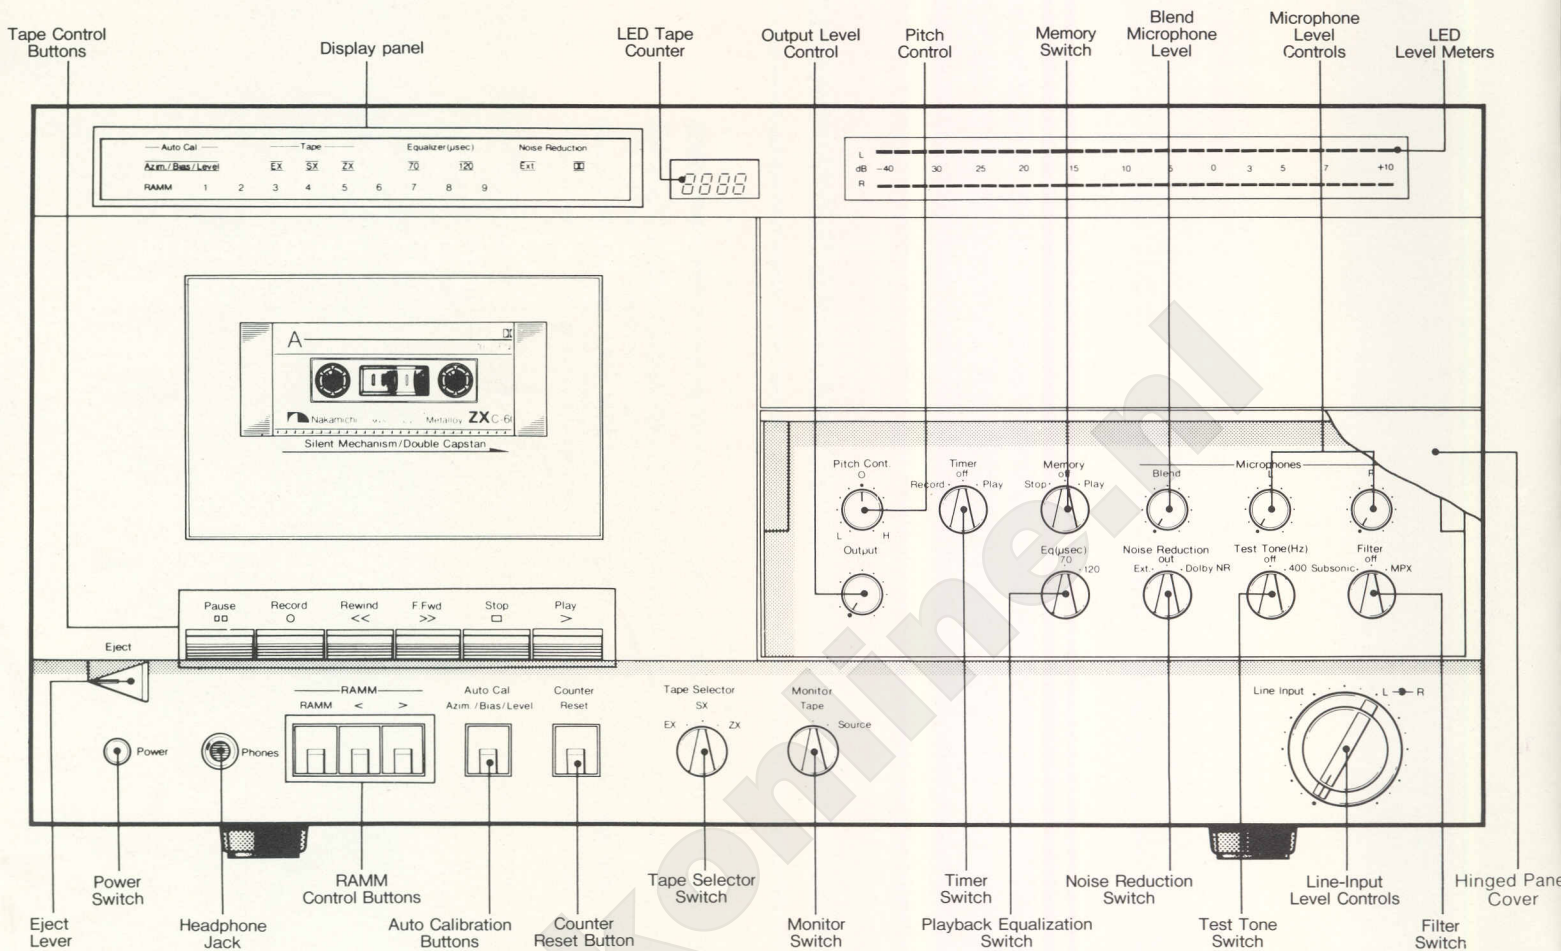 Tape Control
Buttons
Display panel
LED Tape
Counter
Output Level
Control
Pitch
Control
Memory
Switch
Blend
Microphone
Level
Microphone
Level
Controls
LED
Level Meters
Auto Cal
Tape
Equalizer(µsec)
Noise Reduction
Azim./Bias/Level
EX
SX
ZX
70
120
Ext
RAMM 1 2 3 4 5 6 7 8 9
8888
L
dB -40 30 25 20 15 10 5 0 3 5 7 +10
R
A
Nakamichi
Metalloy ZX C-60
Silent Mechanism/Double Capstan
Pitch Cont.
O
L H
Timer
off
Record Play
Memory
off
Stop Play
Microphones
Blend
L
R
Output
Eq(µsec)
70
120
Noise Reduction
out
Ext. Dolby NR
Test Tone(Hz)
off
400
Filter
off
Subsonic MPX
Pause
Record
Rewind
<<
F.Fwd
>>
Stop
Play
>
Eject
RAMM
RAMM < >
Auto Cal
Azim./Bias/Level
Counter
Reset
Tape Selector
SX
EX ZX
Monitor
Tape
Source
Line Input
L R
Power
Phones
Power
Switch
RAMM
Control Buttons
Tape Selector
Switch
Timer
Switch
Noise Reduction
Switch
Line-Input
Level Controls
Hinged Pane
Cover
Eject
Lever
Headphone
Jack
Auto Calibration
Buttons
Counter
Reset Button
Monitor
Switch
Playback Equalization
Switch
Test Tone
Switch
Filter
Switch
konline.nl